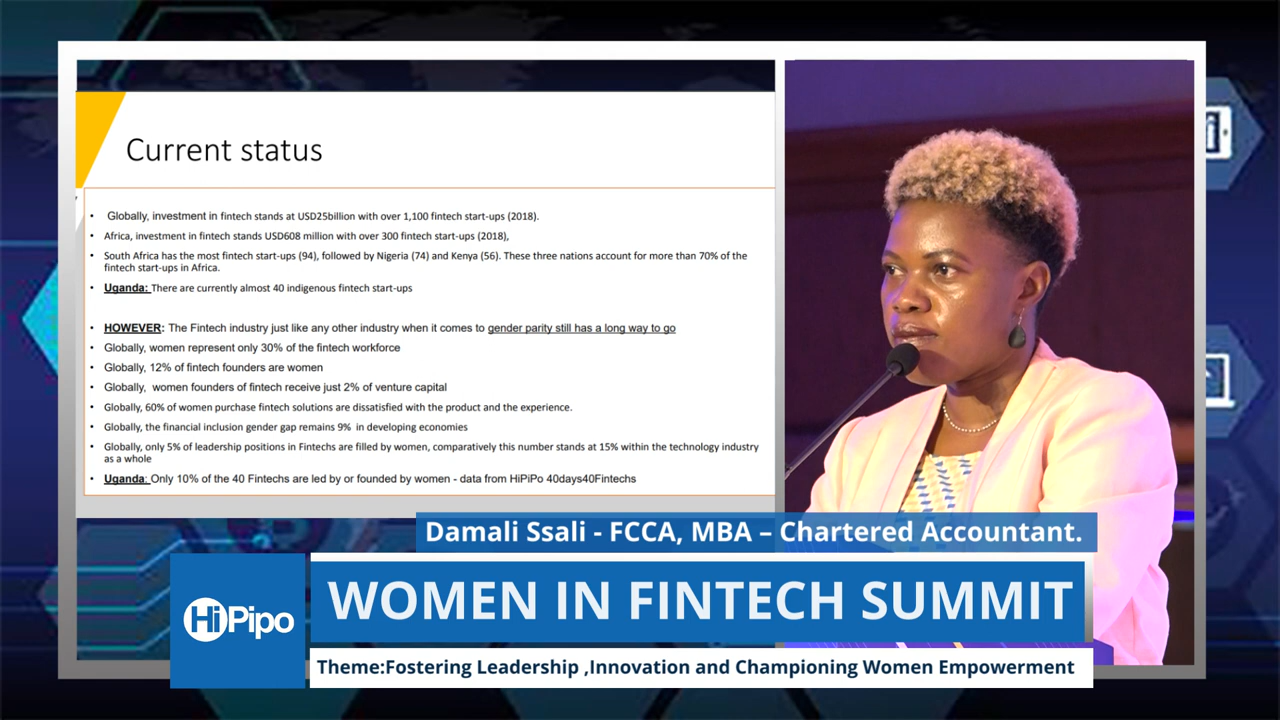 Current status
• Globally, investment in fintech stands at USD25billion with over 1,100 fintech start-ups (2018).
• Africa, investment in fintech stands USD608 million with over 300 fintech start-ups (2018),
• South Africa has the most fintech start-ups (94), followed by Nigeria (74) and Kenya (56). These three nations account for more than 70% of the
fintech start-ups in Africa.
• Uganda: There are currently almost 40 indigenous fintech start-ups
• HOWEVER: The Fintech industry just like any other industry when it comes to gender parity still has a long way to go
• Globally, women represent only 30% of the fintech workforce
• Globally, 12% of fintech founders are women
• Globally, women founders of fintech receive just 2% of venture capital
• Globally, 60% of women purchase fintech solutions are dissatisfied with the product and the experience.
• Globally, the financial inclusion gender gap remains 9% in developing economies
• Globally, only 5% of leadership positions in Fintechs are filled by women, comparatively this number stands at 15% within the technology industry
as a whole
• Uganda: Only 10% of the 40 Fintechs are led by or founded by women - data from HiPiPo 40days40Fintechs
Damali Ssali - FCCA, MBA – Chartered Accountant.
HiPipo
WOMEN IN FINTECH SUMMIT
Theme:Fostering Leadership ,Innovation and Championing Women Empowerment